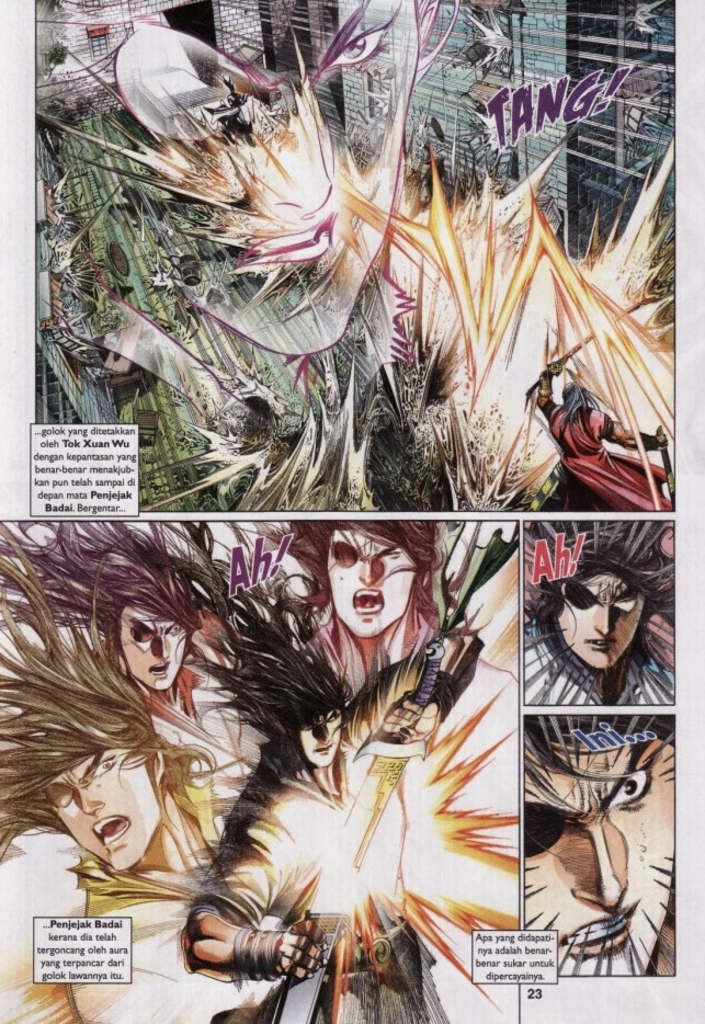 TANG!
...golok yang ditetakkan
oleh Tok Xuan Wu
dengan kepantasan yang
benar-benar menakjub-
kan pun telah sampai di
depan mata Penjejak
Badai. Bergentar...
Ah!
Ah!
Ini...
...Penjejak Badai
kerana dia telah
tergoncang oleh aura
yang terpancar dari
golok lawannya itu.
Apa yang didapati-
nya adalah benar-
benar sukar untuk
dipercayainya.
23